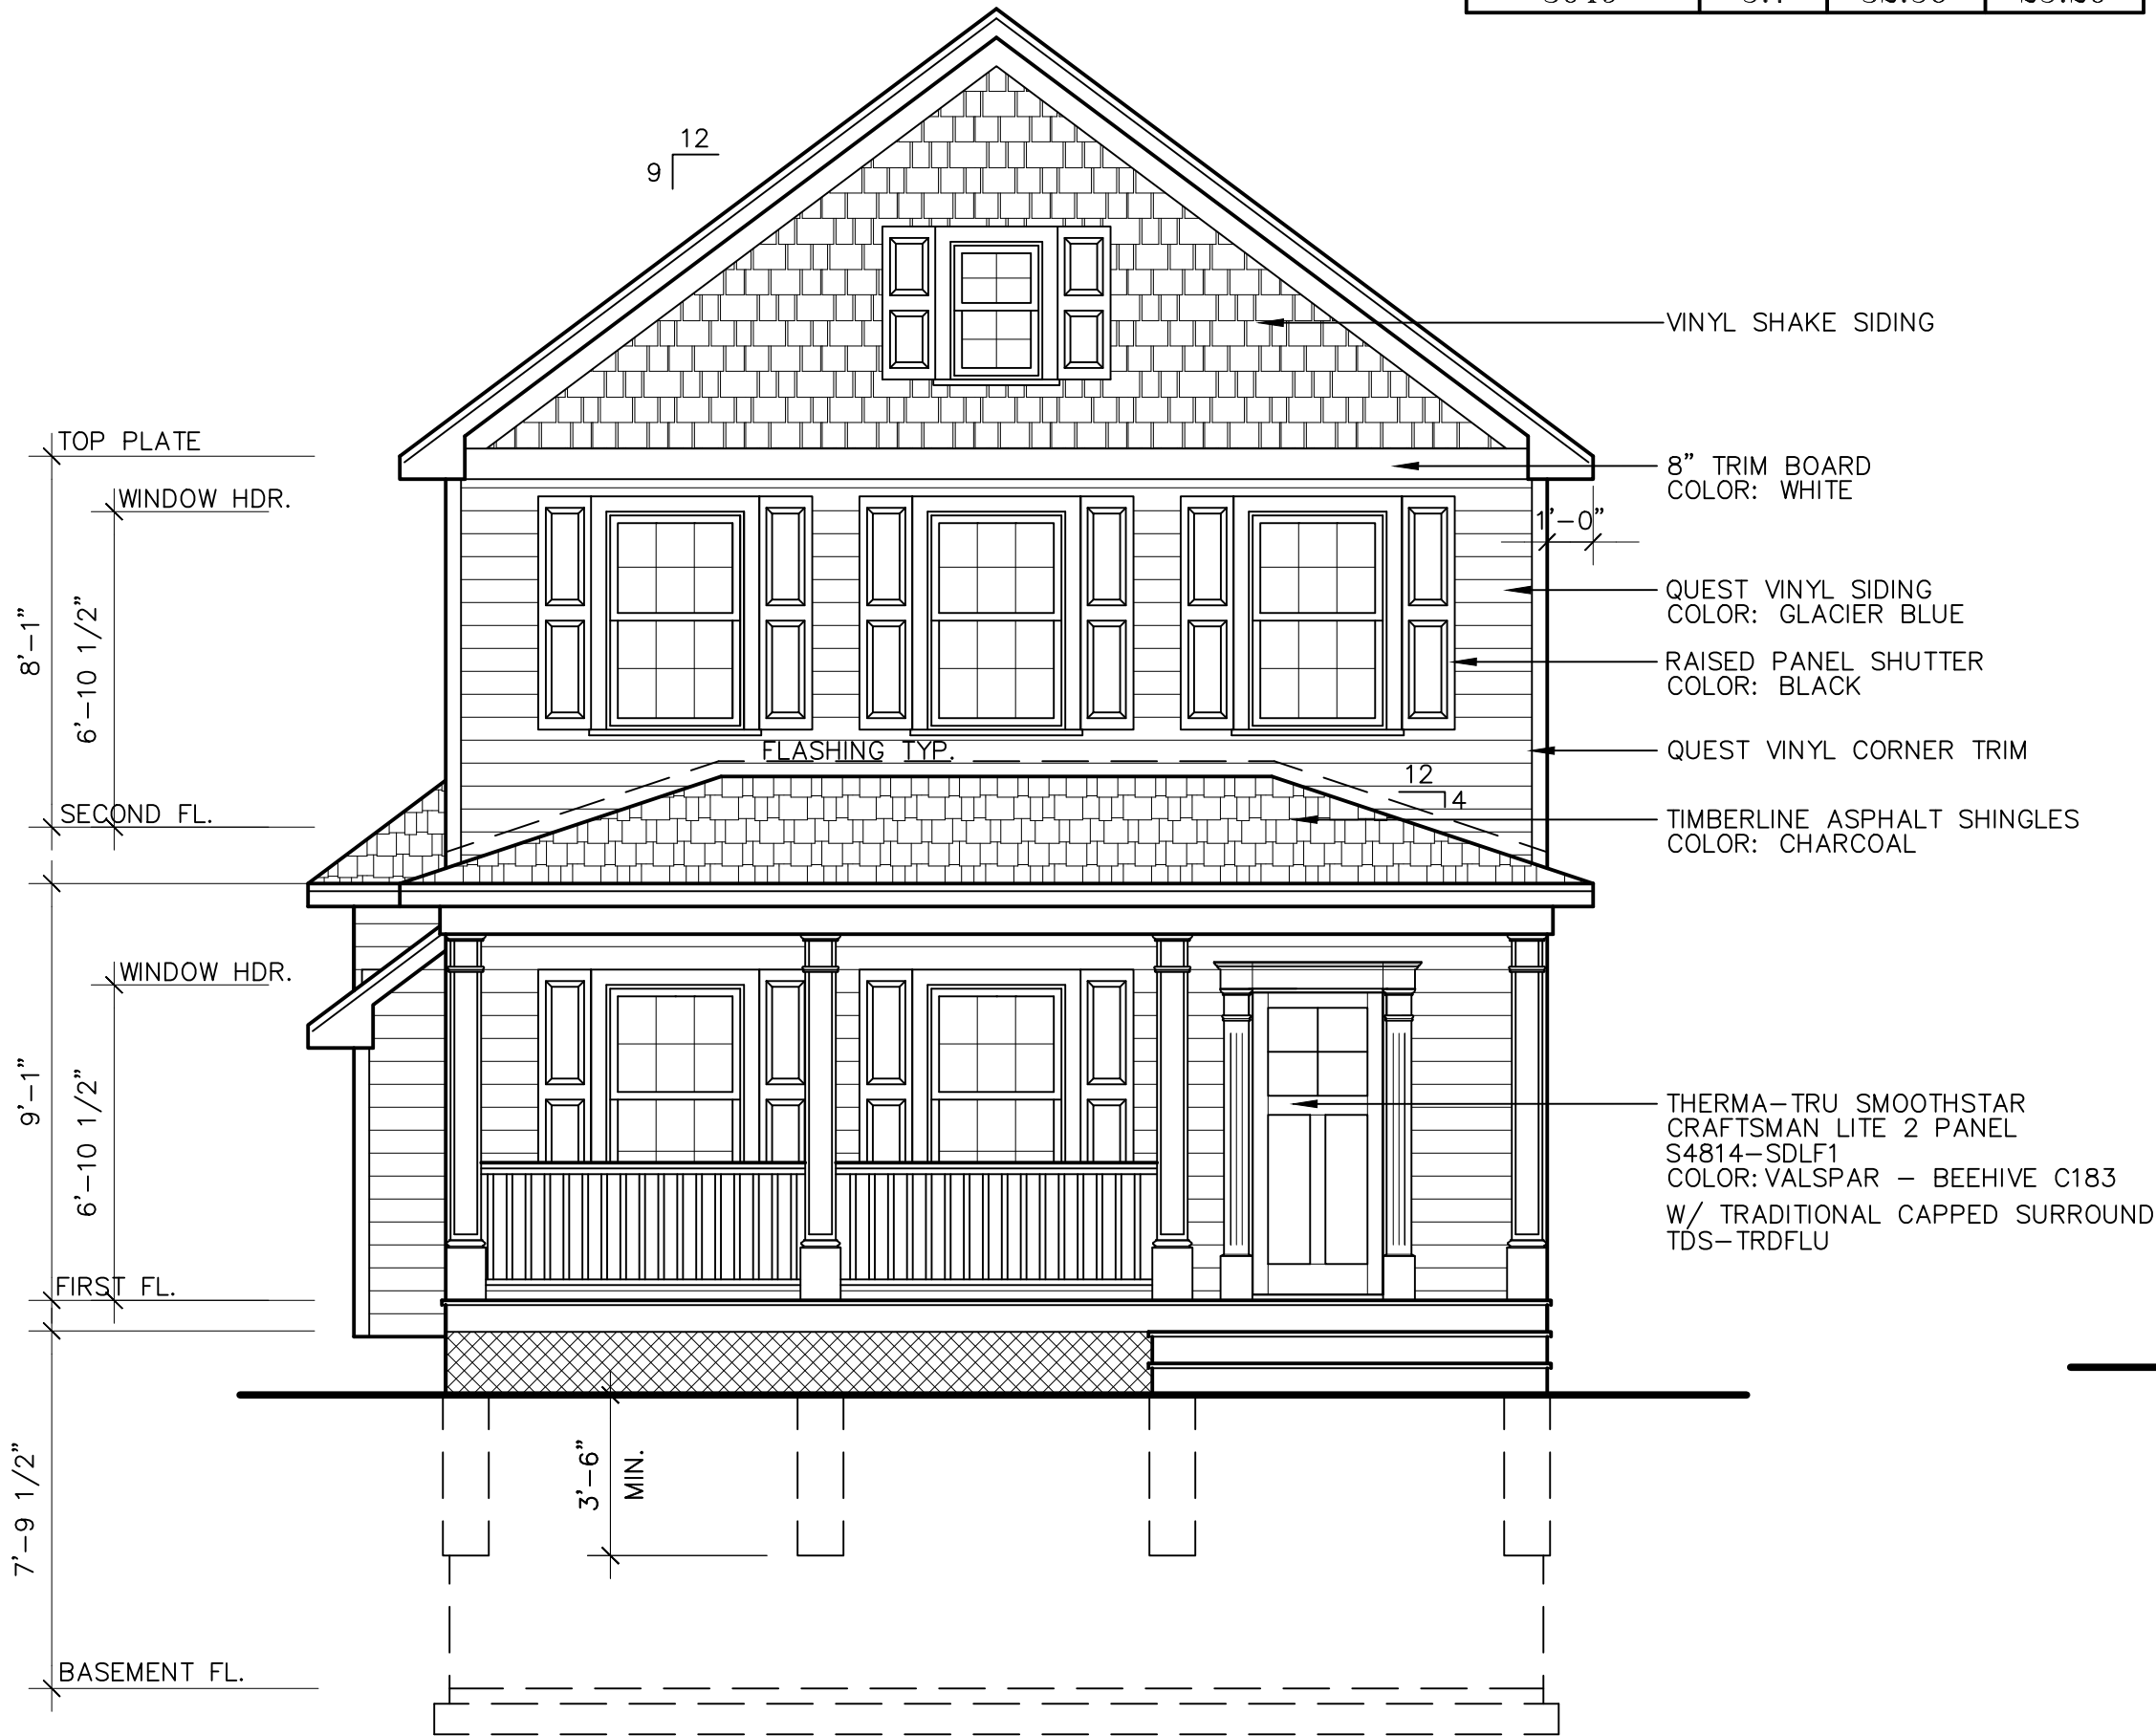 12
9
VINYL SHAKE SIDING
TOP PLATE
8" TRIM BOARD
COLOR: WHITE
WINDOW HDR.
1'-0"
QUEST VINYL SIDING
COLOR: GLACIER BLUE
8'-1"
6'-10 1/2"
RAISED PANEL SHUTTER
COLOR: BLACK
FLASHING TYP.
QUEST VINYL CORNER TRIM
12
4
SECOND FL.
TIMBERLINE ASPHALT SHINGLES
COLOR: CHARCOAL
WINDOW HDR.
9'-1"
6'-10 1/2"
THERMA-TRU SMOOTHSTAR
CRAFTSMAN LITE 2 PANEL
S4814-SDLF1
COLOR: VALSPAR - BEEHIVE C183
W/ TRADITIONAL CAPPED SURROUND
TDS-TRDFLU
FIRST FL.
3'-6"
MIN.
7'-9 1/2"
BASEMENT FL.